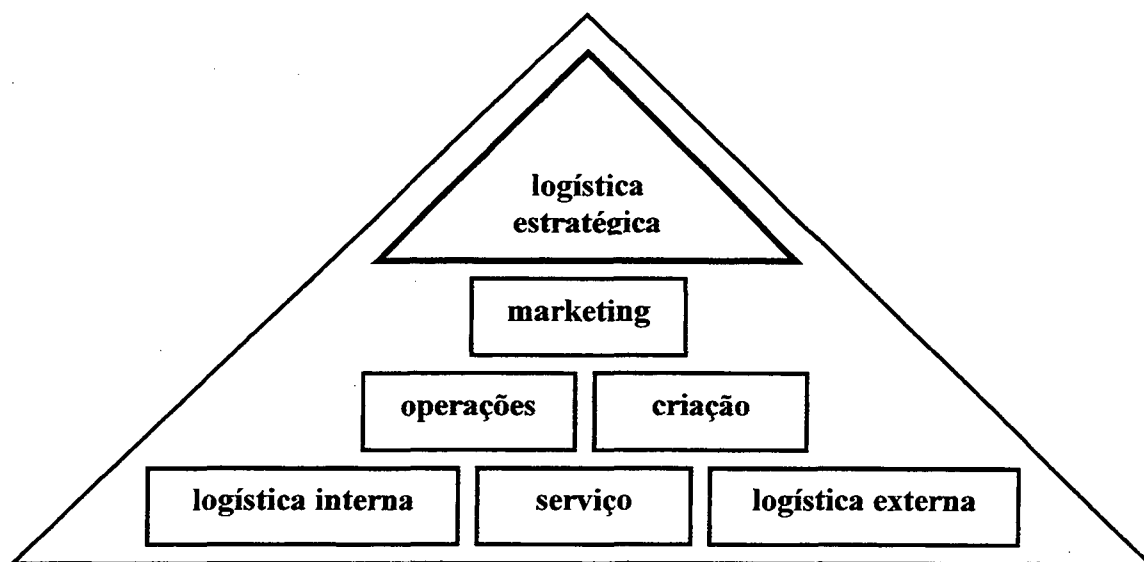 logística
estratégica
marketing
operações
criação
logística interna
serviço
logística externa